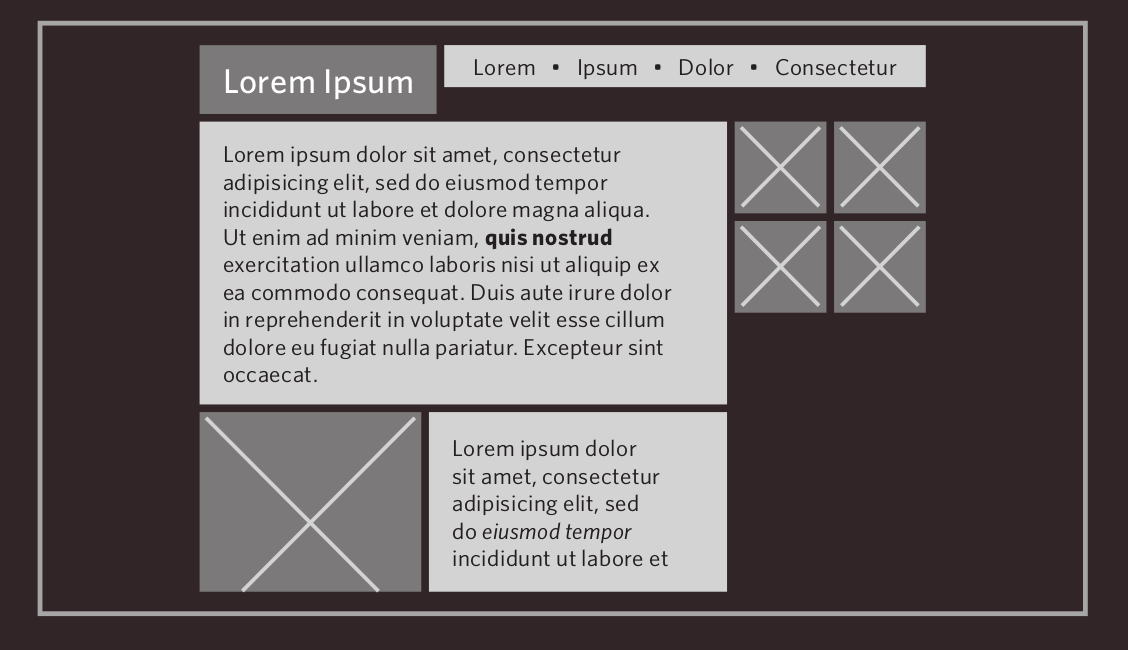 Lorem Ipsum
Lorem • Ipsum • Dolor • Consectetur
Lorem ipsum dolor sit amet, consectetur
adipisicing elit, sed do eiusmod tempor
incididunt ut labore et dolore magna aliqua.
Ut enim ad minim veniam, quis nostrud
exercitation ullamco laboris nisi ut aliquip ex
ea commodo consequat. Duis aute irure dolor
in reprehenderit in voluptate velit esse cillum
dolore eu fugiat nulla pariatur. Excepteur sint
occaecat.
Lorem ipsum dolor
sit amet, consectetur
adipisicing elit, sed
do eiusmod tempor
incididunt ut labore et